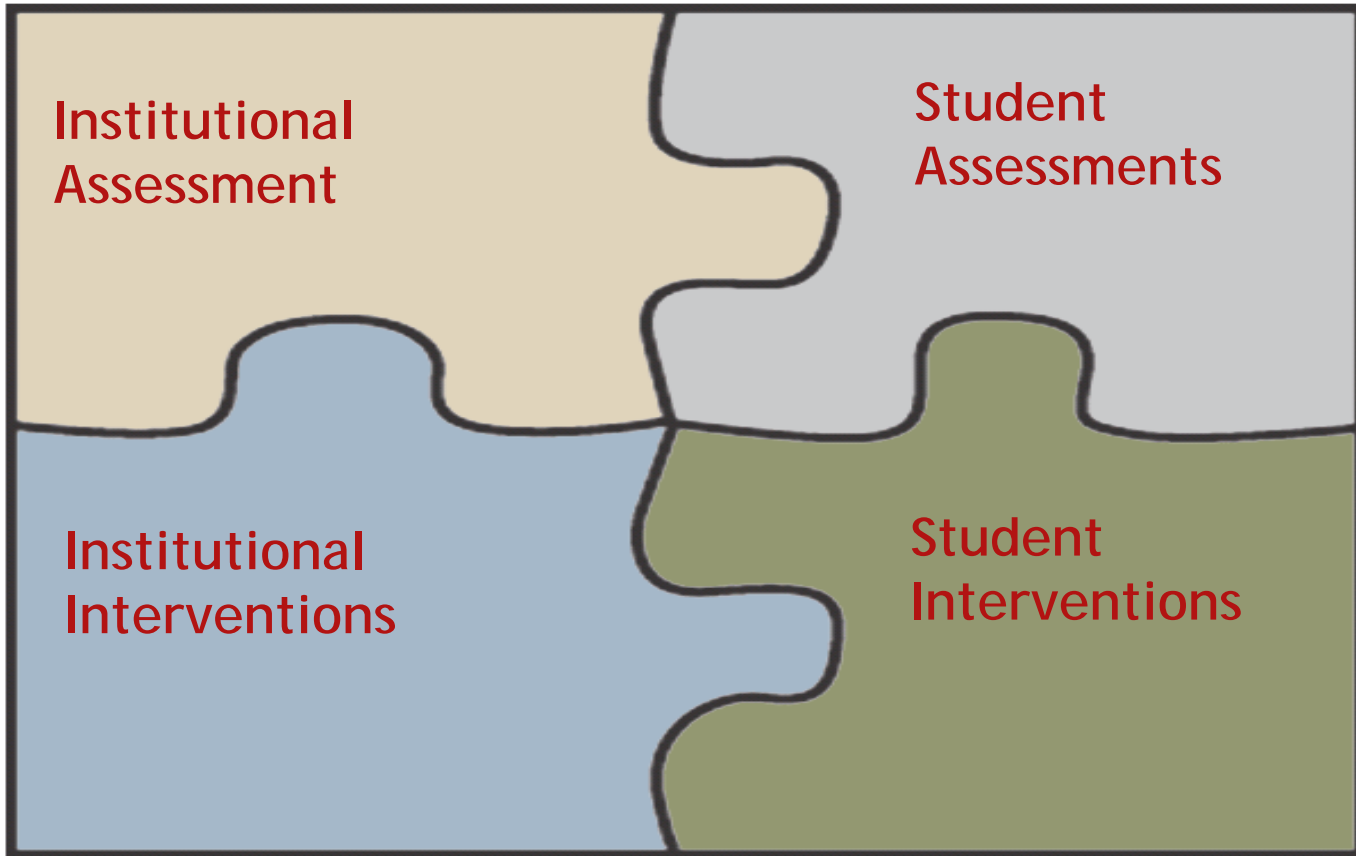 Institutional
Assessment
Student
Assessments
Institutional
Interventions
Student
Interventions